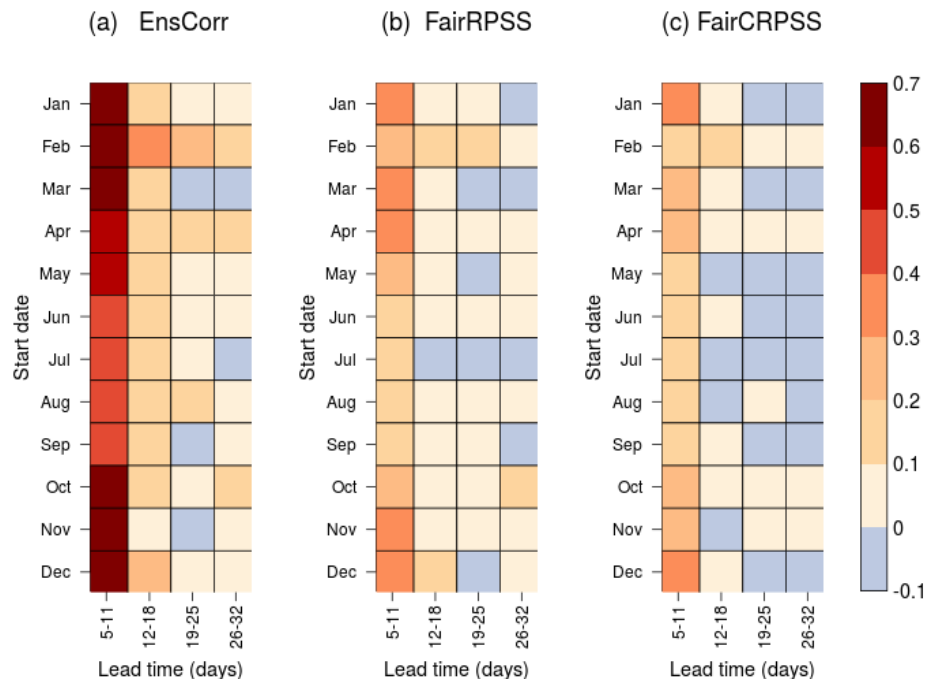 (a) EnsCorr
(b) FairRPSS
(c) FairCRPSS
Start date
Jan
Feb
Mar
Apr
May
Jun
Jul
Aug
Sep
Oct
Nov
Dec
5-11
12-18
19-25
26-32
Lead time (days)
Start date
Jan
Feb
Mar
Apr
May
Jun
Jul
Aug
Sep
Oct
Nov
Dec
5-11
12-18
19-25
26-32
Lead time (days)
Start date
Jan
Feb
Mar
Apr
May
Jun
Jul
Aug
Sep
Oct
Nov
Dec
5-11
12-18
19-25
26-32
Lead time (days)
0.7
0.6
0.5
0.4
0.3
0.2
0.1
0
-0.1